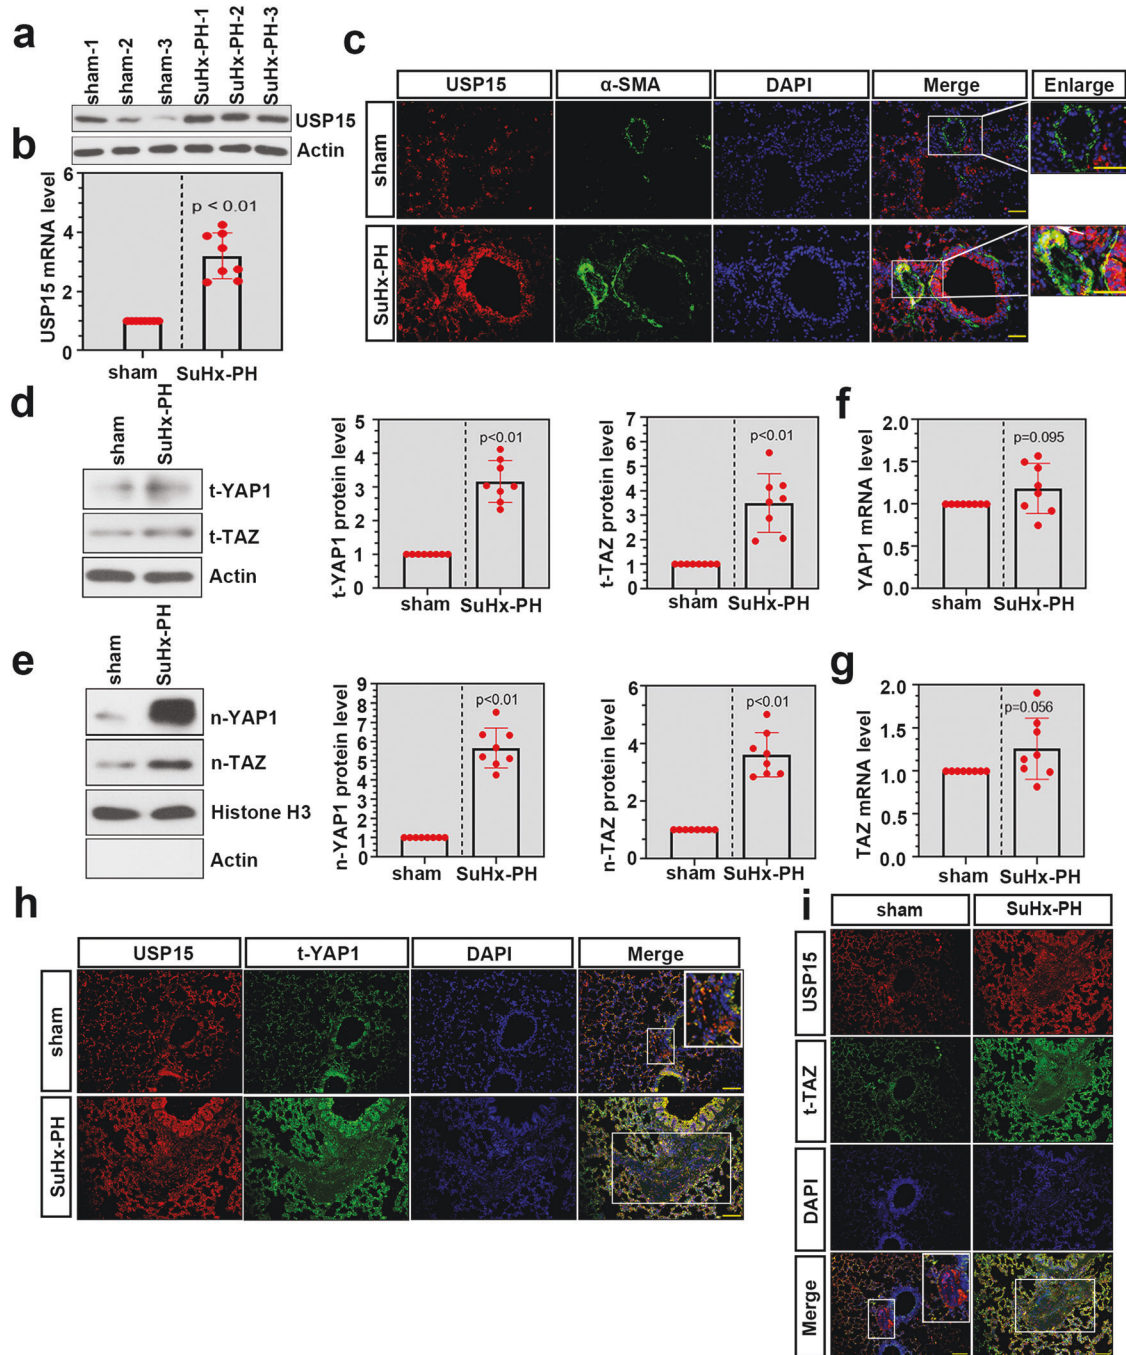 a
sham-1
sham-2
sham-3
SuHx-PH-1
SuHx-PH-2
SuHx-PH-3
USP15
Actin
b
USP15 mRNA level
6
4
2
0
p < 0.01
sham
SuHx-PH
c
USP15
α-SMA
DAPI
Merge
Enlarge
sham
SuHx-PH
d
sham
SuHx-PH
t-YAP1
t-TAZ
Actin
t-YAP1 protein level
5
4
3
2
1
0
p<0.01
sham
SuHx-PH
t-TAZ protein level
7
6
5
4
3
2
1
0
p<0.01
sham
SuHx-PH
f
YAP1 mRNA level
2.0
1.5
1.0
0.5
0.0
p=0.095
sham
SuHx-PH
e
sham
SuHx-PH
n-YAP1
n-TAZ
Histone H3
Actin
n-YAP1 protein level
9
8
7
6
5
4
3
2
1
0
p<0.01
sham
SuHx-PH
n-TAZ protein level
6
4
2
0
p<0.01
sham
SuHx-PH
g
TAZ mRNA level
2.0
1.5
1.0
0.5
0.0
p=0.056
sham
SuHx-PH
h
USP15
t-YAP1
DAPI
Merge
sham
SuHx-PH
i
sham
SuHx-PH
USP15
t-TAZ
DAPI
Merge